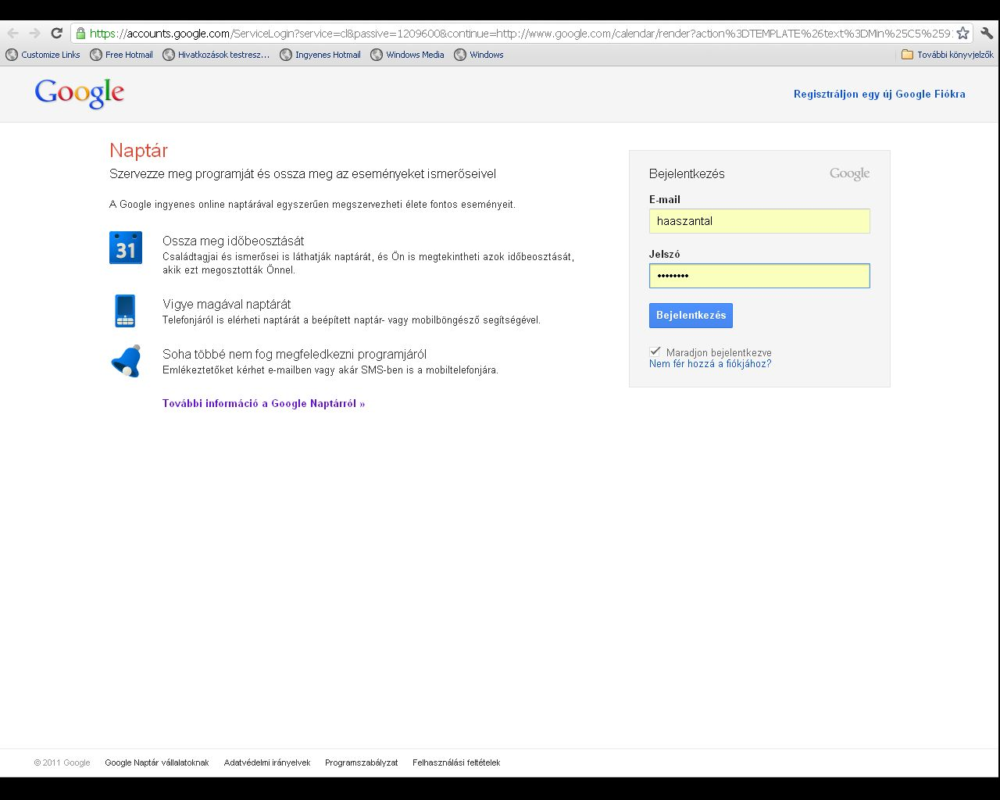 https://accounts.google.com/ServiceLogin?service=cl&passive=1209600&continue=http://www.google.com/calendar/render?action%3DTEMPLATE%26text%3DMin%25C5%259
Customize Links Free Hotmail Hivatkozások testresz... Ingyenes Hotmail Windows Media Windows További könyvjelzők
Google
Regisztráljon egy új Google Fiókra
Naptár
Szervezze meg programját és ossza meg az eseményeket ismerőseivel
A Google ingyenes online naptárával egyszerűen megszervezheti élete fontos eseményeit.
31
Ossza meg időbeosztását
Családtagjai és ismerősei is láthatják naptárát, és Ön is megtekintheti azok időbeosztását,
akik ezt megosztották Önnel.
Vigye magával naptárát
Telefonjáról is elérheti naptárát a beépített naptár- vagy mobilböngésző segítségével.
Soha többé nem fog megfeledkezni programjáról
Emlékeztetőket kérhet e-mailben vagy akár SMS-ben is a mobiltelefonjára.
További információ a Google Naptárról »
Bejelentkezés Google
E-mail
haaszantal
Jelszó
••••••••
Bejelentkezés
Maradjon bejelentkezve
Nem fér hozzá a fiókjához?
© 2011 Google Google Naptár vállalatoknak Adatvédelmi irányelvek Programszabályzat Felhasználási feltételek